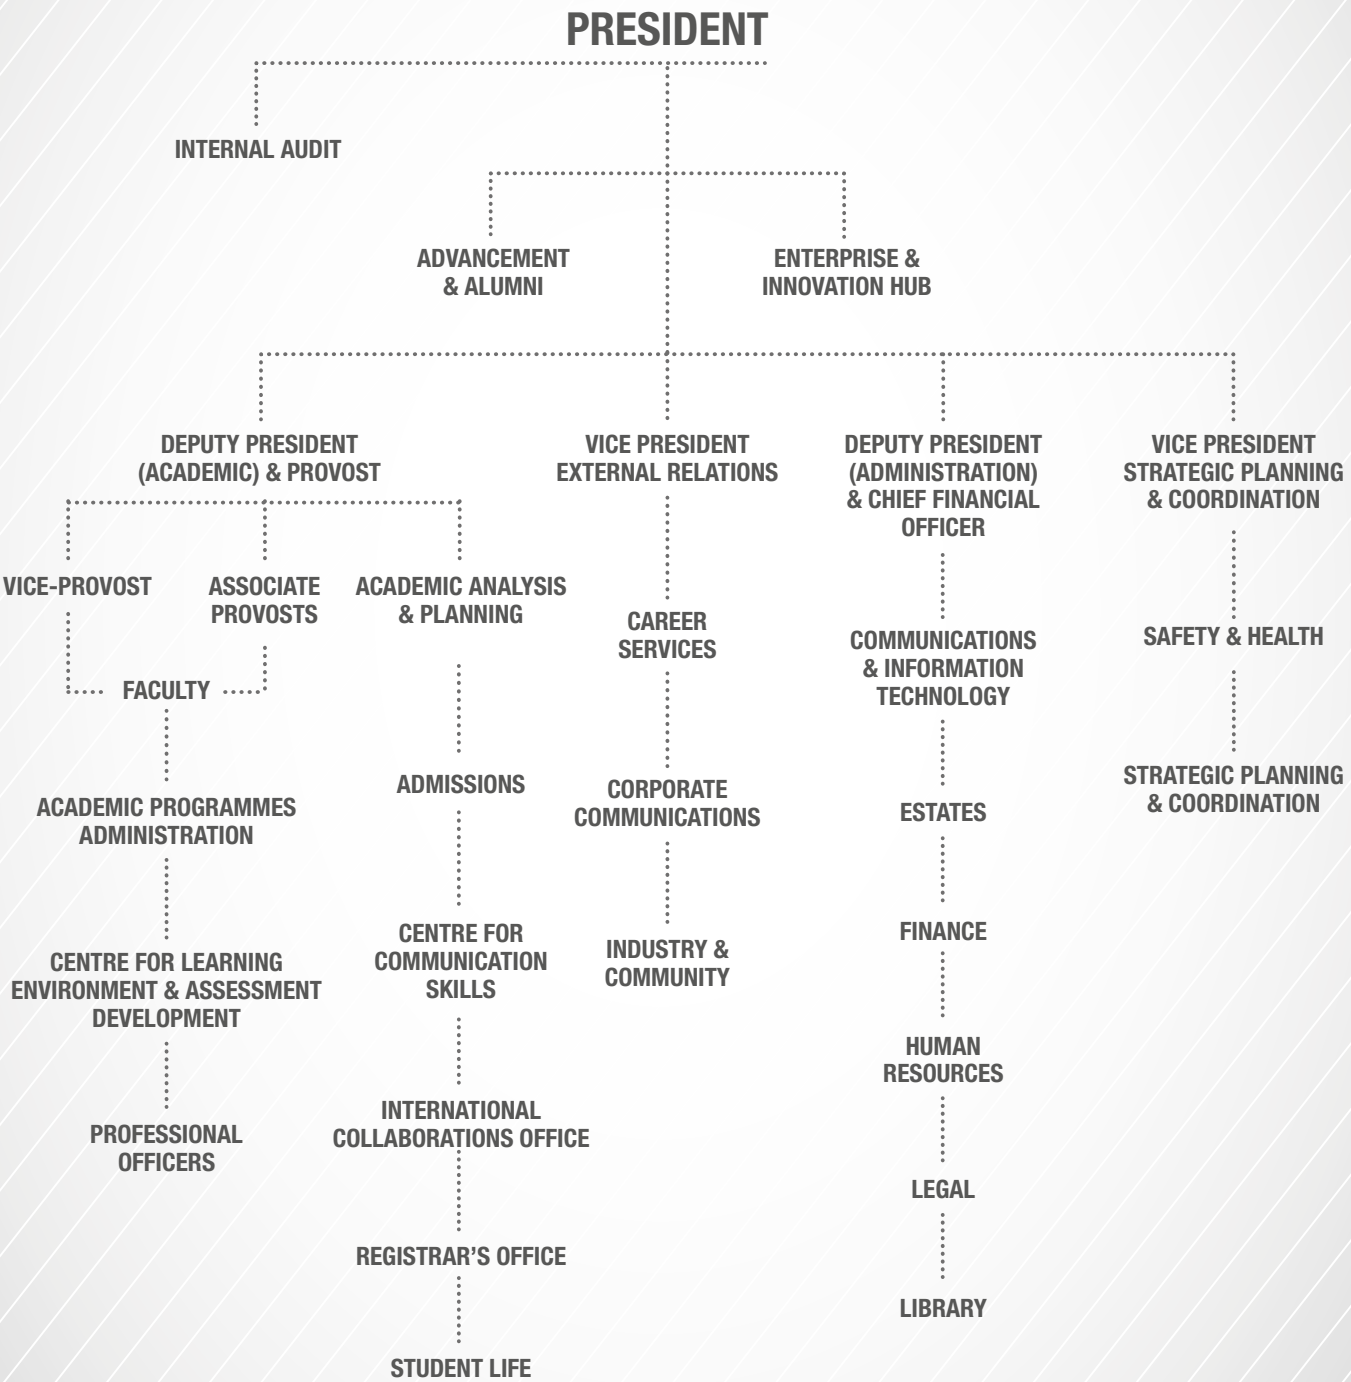 PRESIDENT
INTERNAL AUDIT
ADVANCEMENT
& ALUMNI
ENTERPRISE &
INNOVATION HUB
DEPUTY PRESIDENT
(ACADEMIC) & PROVOST
VICE PRESIDENT
EXTERNAL RELATIONS
DEPUTY PRESIDENT
(ADMINISTRATION)
& CHIEF FINANCIAL
OFFICER
VICE PRESIDENT
STRATEGIC PLANNING
& COORDINATION
VICE-PROVOST
ASSOCIATE
PROVOSTS
ACADEMIC ANALYSIS
& PLANNING
FACULTY
ACADEMIC PROGRAMMES
ADMINISTRATION
CENTRE FOR LEARNING
ENVIRONMENT & ASSESSMENT
DEVELOPMENT
PROFESSIONAL
OFFICERS
ADMISSIONS
CENTRE FOR
COMMUNICATION
SKILLS
INTERNATIONAL
COLLABORATIONS OFFICE
REGISTRAR’S OFFICE
STUDENT LIFE
CAREER
SERVICES
CORPORATE
COMMUNICATIONS
INDUSTRY &
COMMUNITY
COMMUNICATIONS
& INFORMATION
TECHNOLOGY
ESTATES
FINANCE
HUMAN
RESOURCES
LEGAL
LIBRARY
SAFETY & HEALTH
STRATEGIC PLANNING
& COORDINATION